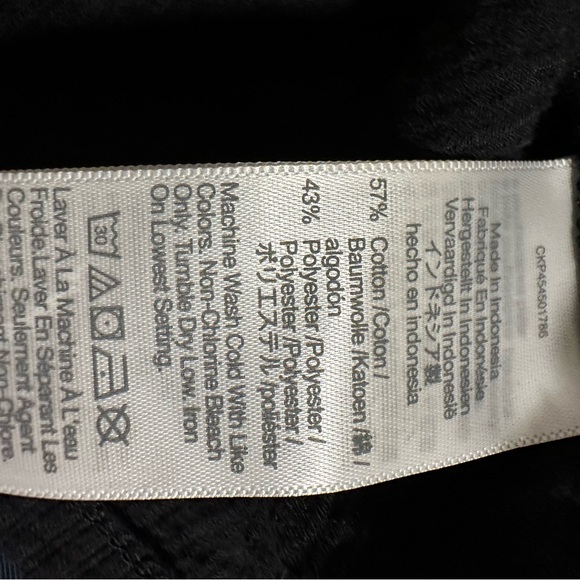 CKPAS4501786
Made In Indonesia
Fabriqué En Indonésie
Hergestellt In Indonesien
Vervaardigd In Indonesië
インドネシア製
hecho en indonesia
57% Cotton /Coton /
Baumwolle /Katoen /綿 /
algodón
43% Polyester /Polyester /
Polyester /Polyester /
ポリエステル /poliéster
Machine Wash Cold With Like
Colors. Non-Chlorine Bleach
Only. Tumble Dry Low. Iron
On Lowest Setting.
30
Laver À La Machine À L'eau
Froide.Laver En Séparant Les
Couleurs. Seulement Agent
Non-Chlore.